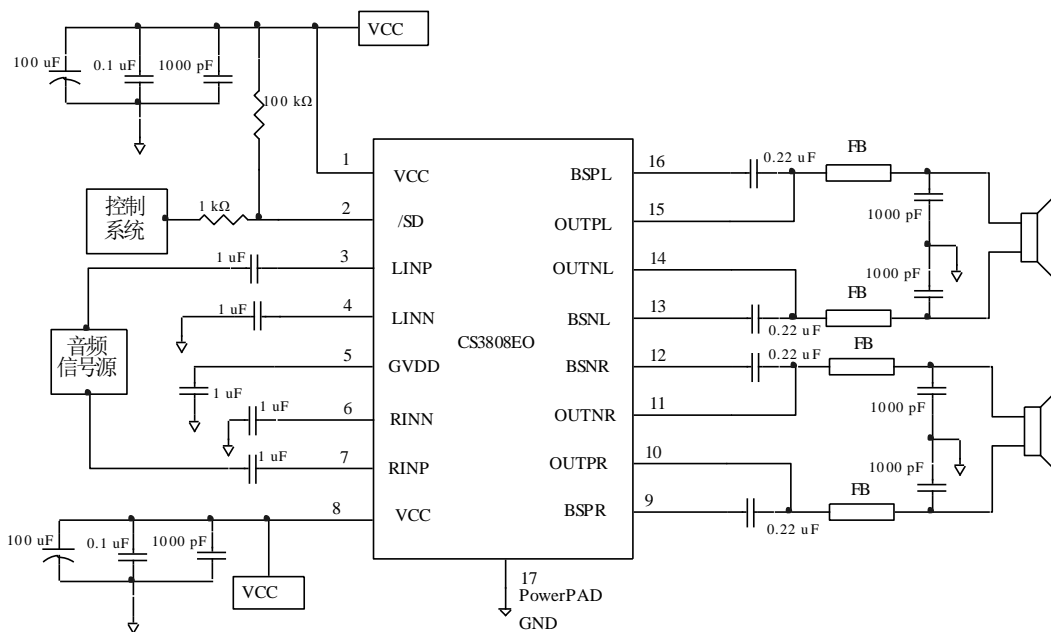 VCC
100 uF
0.1 uF
1000 pF
100 kΩ
控制
系统
1 kΩ
1
VCC
2
/SD
1 uF
3
LINP
1 uF
4
LINN
音频
信号源
5
GVDD
1 uF
1 uF
6
RINN
1 uF
7
RINP
8
VCC
100 uF
0.1 uF
1000 pF
VCC
CS3808EO
17
PowerPAD
GND
16
BSPL
0.22 uF
FB
15
OUTPL
1000 pF
14
OUTNL
1000 pF
13
BSNL
0.22 uF
FB
12
BSNR
0.22 uF
FB
11
OUTNR
1000 pF
10
OUTPR
1000 pF
9
BSPR
0.22 uF
FB